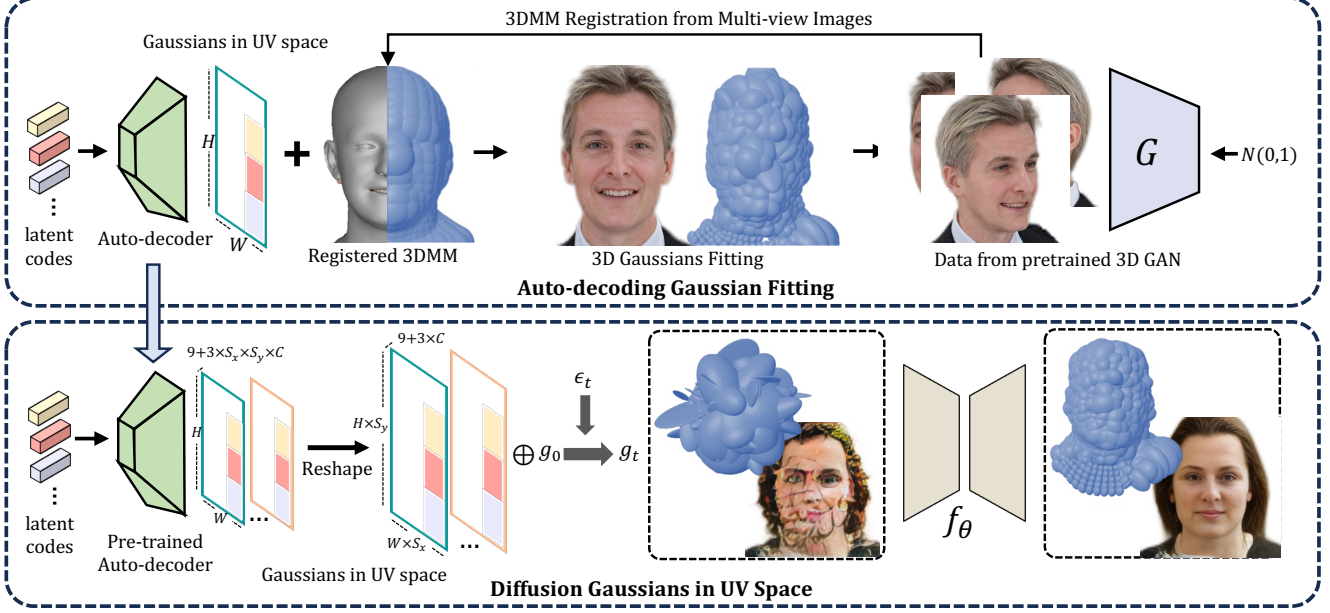 3DMM Registration from Multi-view Images
Gaussians in UV space
H
W
G
N(0,1)
⋮
latent
codes
Auto-decoder
Registered 3DMM
3D Gaussians Fitting
Data from pretrained 3D GAN
Auto-decoding Gaussian Fitting
9+3×S_x×S_y×C
9+3×C
H
H×S_y
ϵ_t
Reshape
⊕ g_0
g_t
W
...
W×S_x
...
f_θ
⋮
latent
codes
Pre-trained
Auto-decoder
Gaussians in UV space
Diffusion Gaussians in UV Space